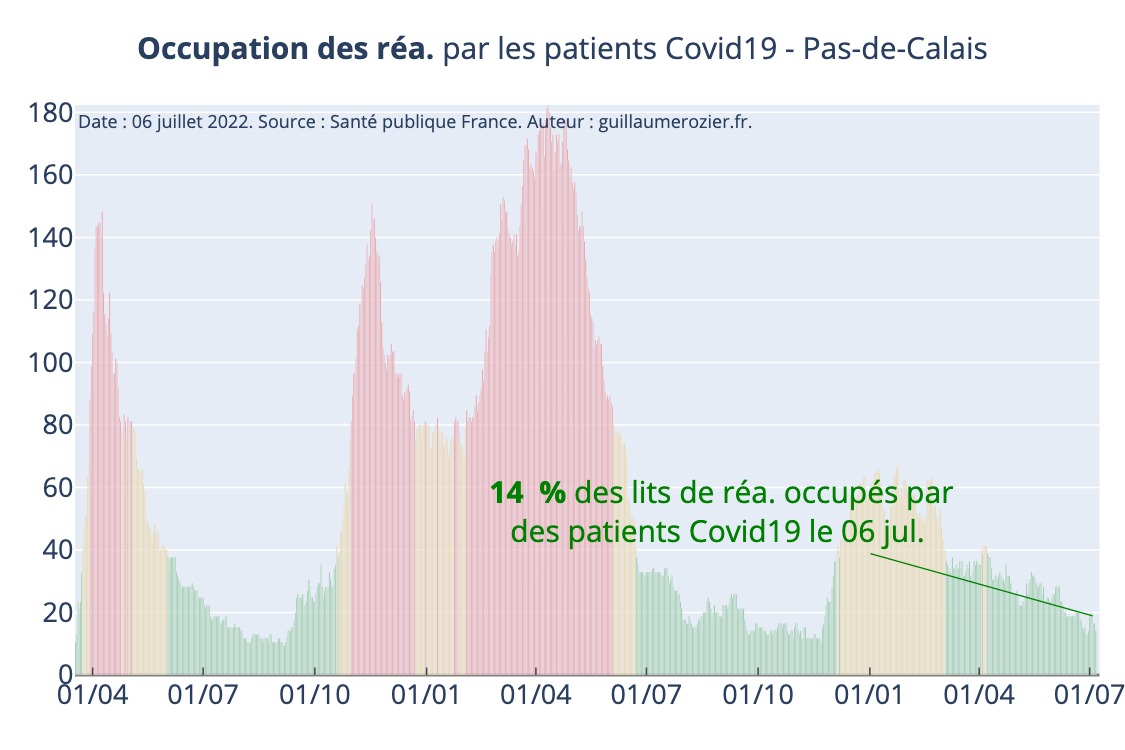 Occupation des réa. par les patients Covid19 - Pas-de-Calais
180
Date : 06 juillet 2022. Source : Santé publique France. Auteur : guillaumerozier.fr.
160
140
120
100
80
60
14 % des lits de réa. occupés par
des patients Covid19 le 06 jul.
40
20
0
01/04 01/07 01/10 01/01 01/04 01/07 01/10 01/01 01/04 01/07